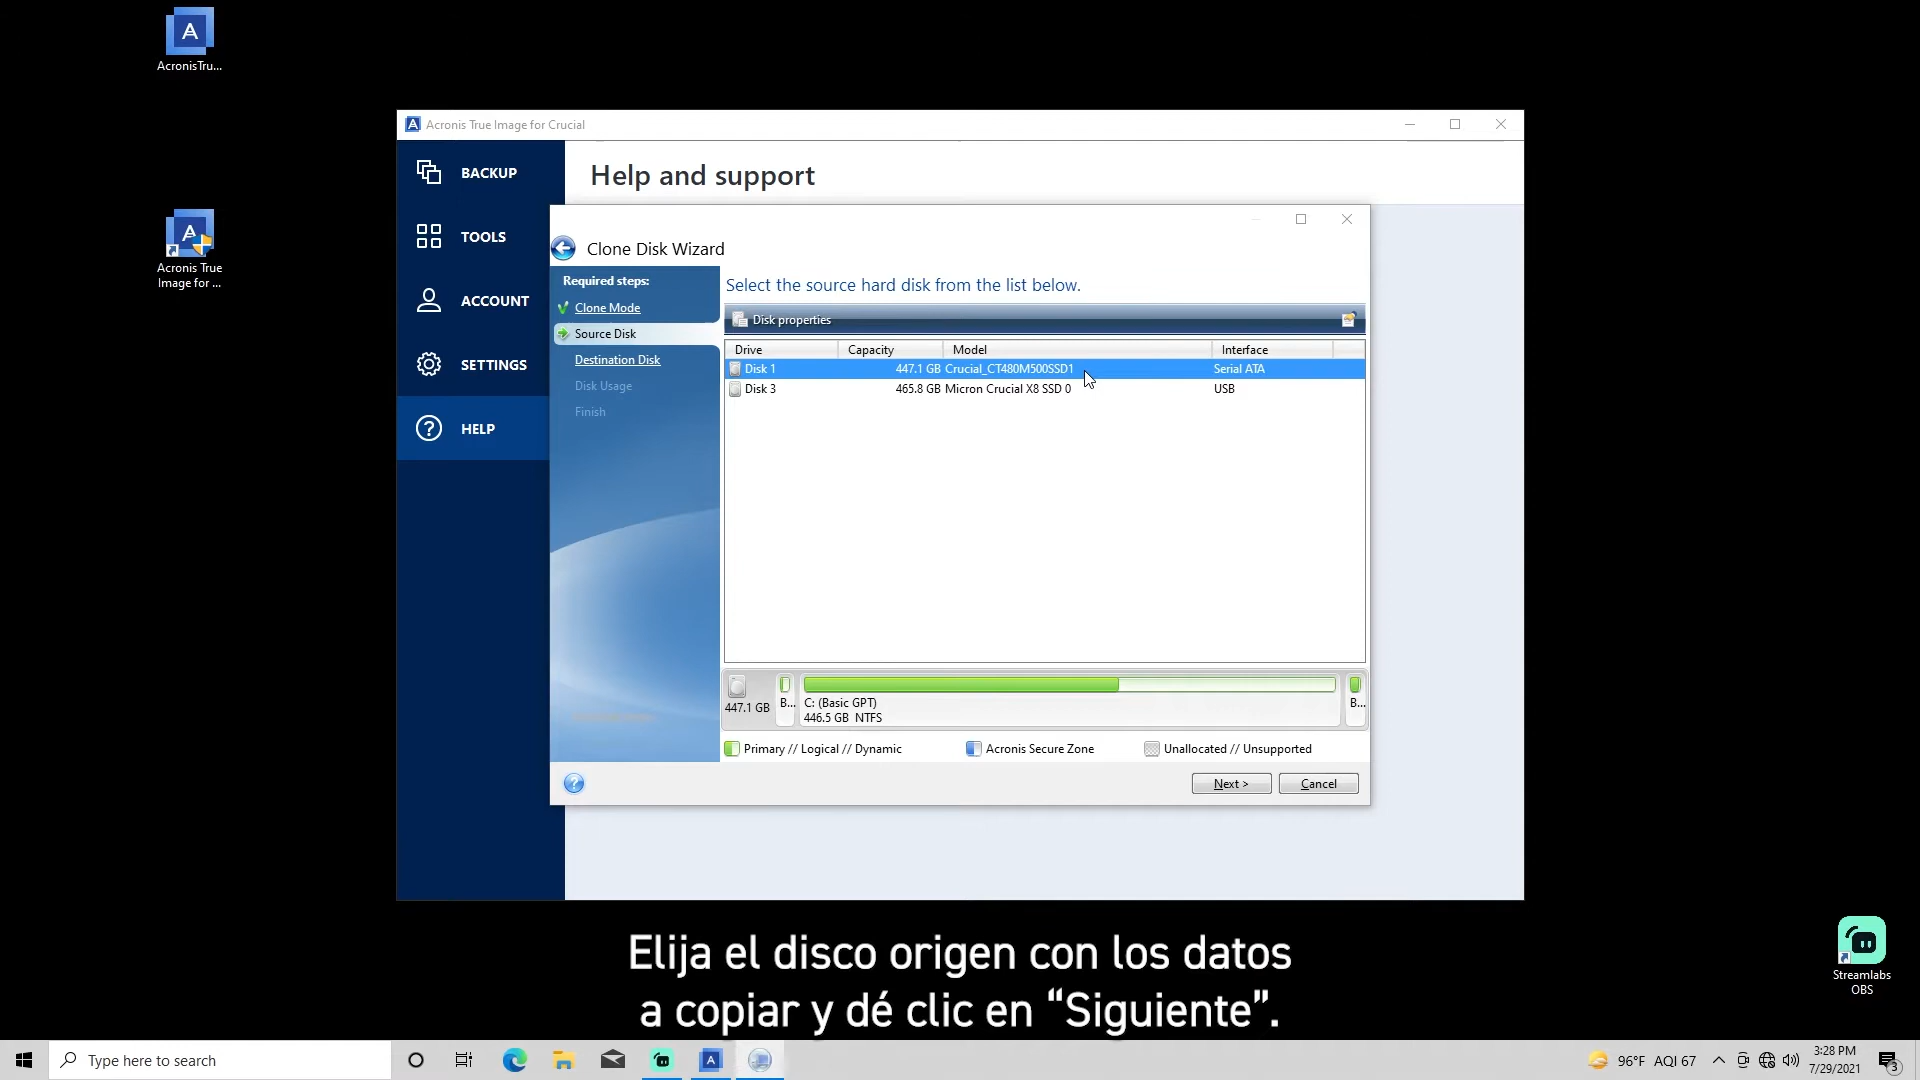 AcronisTru...
Acronis True
Image for ...
Acronis True Image for Crucial
BACKUP
TOOLS
ACCOUNT
SETTINGS
HELP
Help and support
Clone Disk Wizard
Required steps:
Clone Mode
Source Disk
Destination Disk
Disk Usage
Finish
Select the source hard disk from the list below.
Disk properties
Drive Capacity Model Interface
Disk 1 447.1 GB Crucial_CT480M500SSD1 Serial ATA
Disk 3 465.8 GB Micron Crucial X8 SSD 0 USB
447.1 GB
B...
C: (Basic GPT)
446.5 GB NTFS
B...
Primary // Logical // Dynamic Acronis Secure Zone Unallocated // Unsupported
Next > Cancel
Elija el disco origen con los datos
a copiar y dé clic en “Siguiente”.
Streamlabs
OBS
Type here to search
96°F AQI 67
3:28 PM
7/29/2021
3